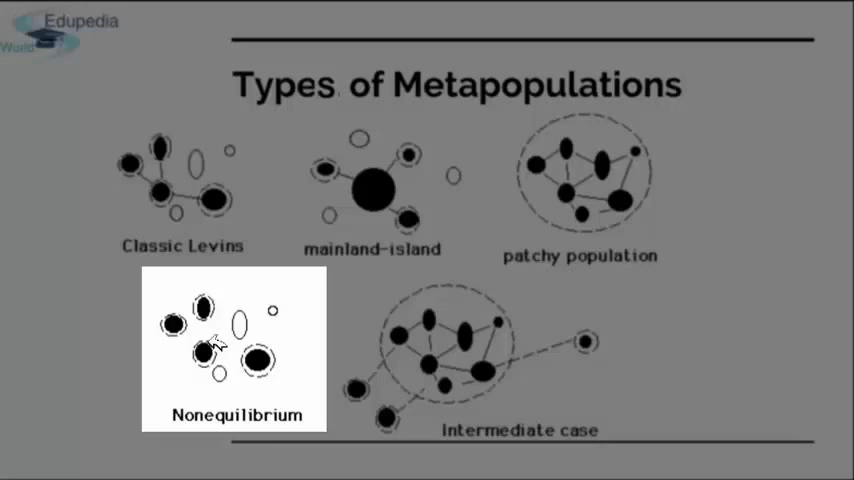 Edupedia
World
Types of Metapopulations
Classic Levins
mainland-island
patchy population
Nonequilibrium
Intermediate case